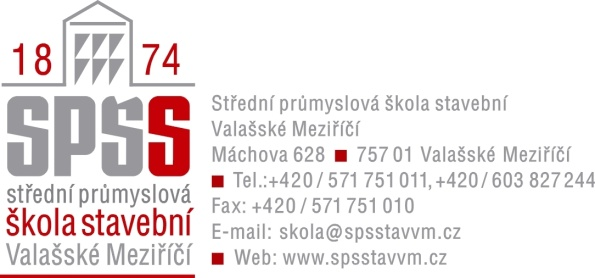 18 74
SPŠS
střední průmyslová
škola stavební
Valašské Meziříčí
Střední průmyslová škola stavební
Valašské Meziříčí
Máchova 628 ■ 757 01 Valašské Meziříčí
■ Tel.:+420 / 571 751 011, +420 / 603 827 244
Fax: +420 / 571 751 010
E-mail: skola@spsstavvm.cz
■ Web: www.spsstavvm.cz